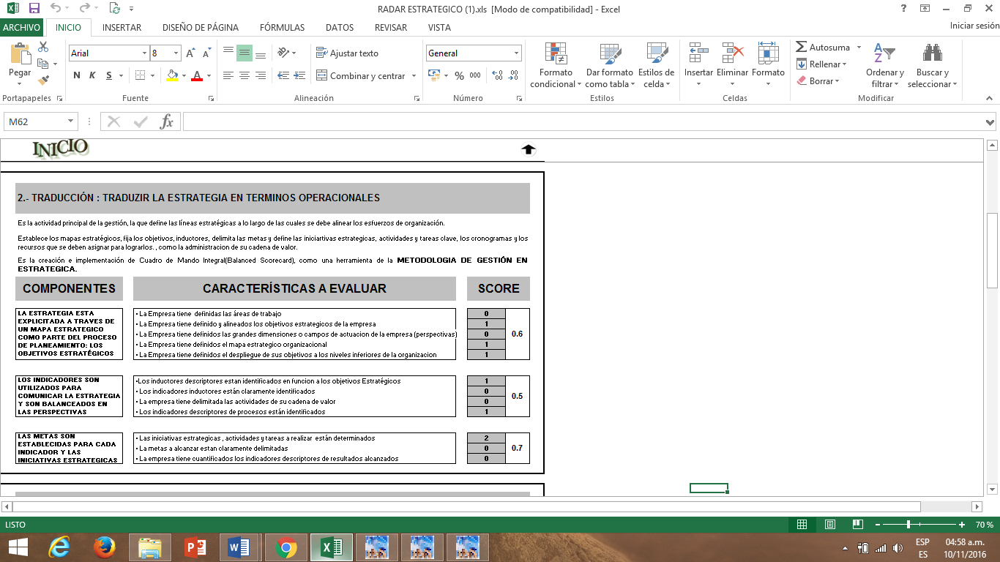 RADAR ESTRATEGICO (1).xls [Modo de compatibilidad] - Excel
ARCHIVO INICIO INSERTAR DISEÑO DE PÁGINA FÓRMULAS DATOS REVISAR VISTA Iniciar sesión
Pegar
Arial 8
N K S
Ajustar texto
Combinar y centrar
General
% 000
Formato condicional
Dar formato como tabla
Estilos de celda
Insertar Eliminar Formato
Autosuma
Rellenar
Borrar
Ordenar y filtrar
Buscar y seleccionar
Portapapeles Fuente Alineación Número Estilos Celdas Modificar
M62 fx
INICIO
2.- TRADUCCIÓN : TRADUZIR LA ESTRATEGIA EN TERMINOS OPERACIONALES
Es la actividad principal de la gestión, la que define las líneas estratégicas a lo largo de las cuales se debe alinear los esfuerzos de organización.
Establece los mapas estratégicos, fija los objetivos, inductores, delimita las metas y define las iniciartivas estrategicas, actividades y tareas clave, los cronogramas y los
recursos que se deben asignar para lograrlos. , como la administracion de su cadena de valor.
Es la creación e implementación de Cuadro de Mando Integral(Balanced Scorecard), como una herramienta de la METODOLOGIA DE GESTIÓN EN
ESTRATEGICA.
COMPONENTES CARACTERÍSTICAS A EVALUAR SCORE
LA ESTRATEGIA ESTA
EXPLICITADA A TRAVES DE
UN MAPA ESTRATEGICO
COMO PARTE DEL PROCESO
DE PLANEAMIENTO: LOS
OBJETIVOS ESTRATÉGICOS
• La Empresa tiene definidas las áreas de trabajo 0
• La Empresa tiene definido y alineados los objetivos estrategicos de la empresa 1
• La Empresa tiene definidos las grandes dimensiones o campos de actuacion de la empresa (perspectivas) 0 0.6
• La Empresa tiene definidos el mapa estrategico organizacional 1
• La Empresa tiene definidos el despliegue de sus objetivos a los niveles inferiores de la organizacion 1
LOS INDICADORES SON
UTILIZADOS PARA
COMUNICAR LA ESTRATEGIA
Y SON BALANCEADOS EN
LAS PERSPECTIVAS
•Los inductores descriptores estan identificados en funcion a los objetivos Estratégicos 1
• Los indicadores inductores están claramente identificados 0
• La empresa tiene delimitada las actividades de su cadena de valor 0
• Los indicadores descriptores de procesos están identificados 1
0.5
LAS METAS SON
ESTABLECIDAS PARA CADA
INDICADOR Y LAS
INICIATIVAS ESTRATEGICAS
• Las iniciativas estrategicas , actividades y tareas a realizar están determinados 2
• La metas a alcanzar estan claramente delimitadas 0 0.7
• La empresa tiene cuantificados los indicadores descriptores de resultados alcanzados 0
LISTO 70 %
ESP 04:58 a.m.
ES 10/11/2016